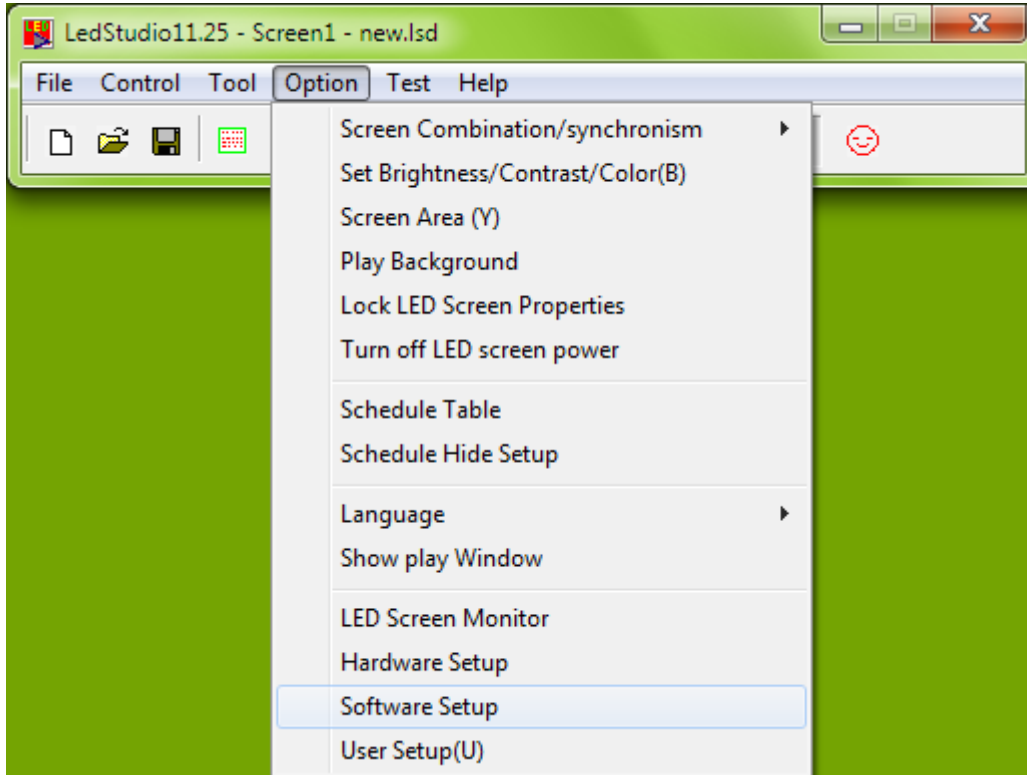 LedStudio11.25 - Screen1 - new.lsd
File Control Tool Option Test Help
Screen Combination/synchronism
Set Brightness/Contrast/Color(B)
Screen Area (Y)
Play Background
Lock LED Screen Properties
Turn off LED screen power
Schedule Table
Schedule Hide Setup
Language
Show play Window
LED Screen Monitor
Hardware Setup
Software Setup
User Setup(U)